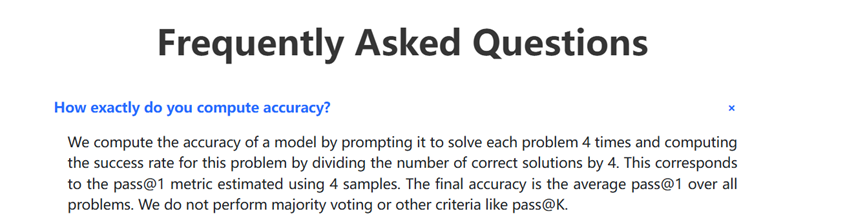 Frequently Asked Questions
How exactly do you compute accuracy? ×
We compute the accuracy of a model by prompting it to solve each problem 4 times and computing
the success rate for this problem by dividing the number of correct solutions by 4. This corresponds
to the pass@1 metric estimated using 4 samples. The final accuracy is the average pass@1 over all
problems. We do not perform majority voting or other criteria like pass@K.